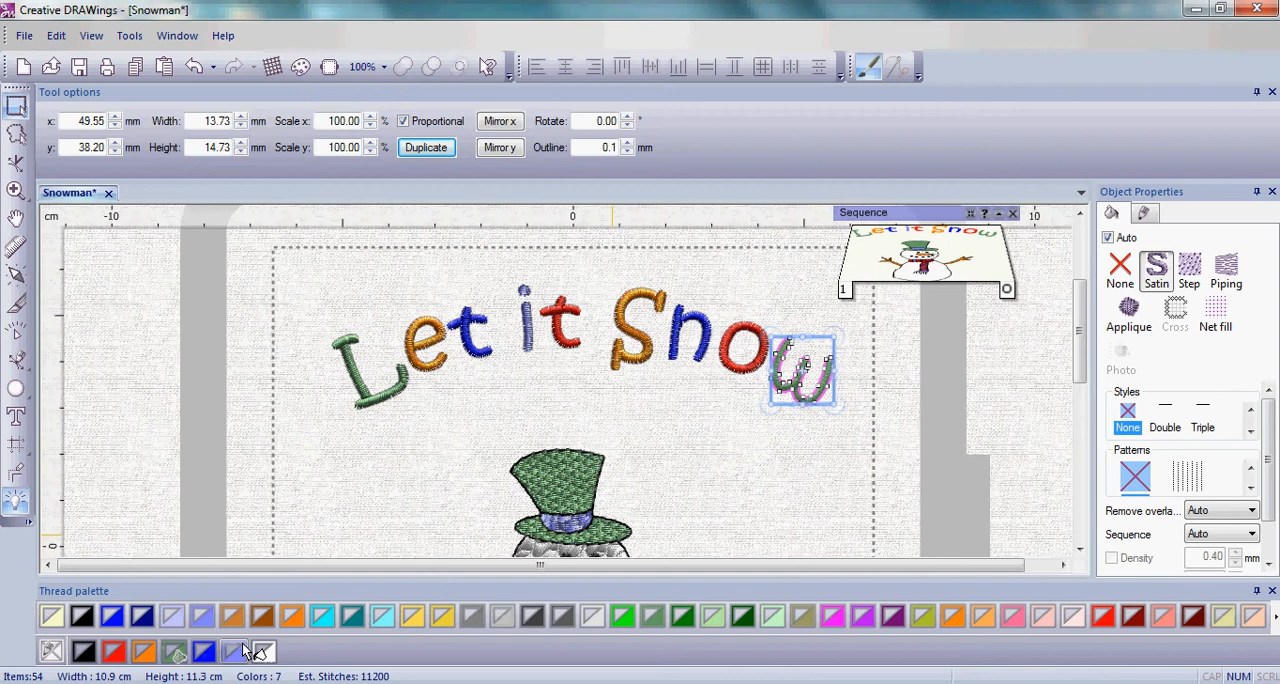 Creative DRAWings - [Snowman*]
File Edit View Tools Window Help
100%
Tool options
x: 49.55 mm Width: 13.73 mm Scale x: 100.00 % Proportional Mirror x Rotate: 0.00 °
y: 38.20 mm Height: 14.73 mm Scale y: 100.00 % Duplicate Mirror y Outline: 0.1 mm
Snowman*
Object Properties
cm -10 0 10
Sequence
Let it Snow
1
Auto
None Satin Step Piping
Applique Cross Net fill
Photo
Let it Snow
Styles
None Double Triple
Patterns
Remove overla... Auto
Sequence Auto
Density 0.40 mm
Thread palette
Items:54 Width : 10.9 cm Height : 11.3 cm Colors : 7 Est. Stitches: 11200 CAP NUM SCRL